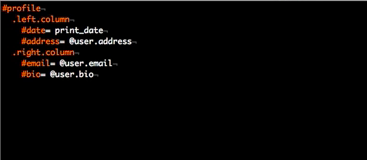 #profile¬
  .left.column¬
    #date= print_date¬
    #address= @user.address¬
  .right.column¬
    #email= @user.email¬
    #bio= @user.bio¬